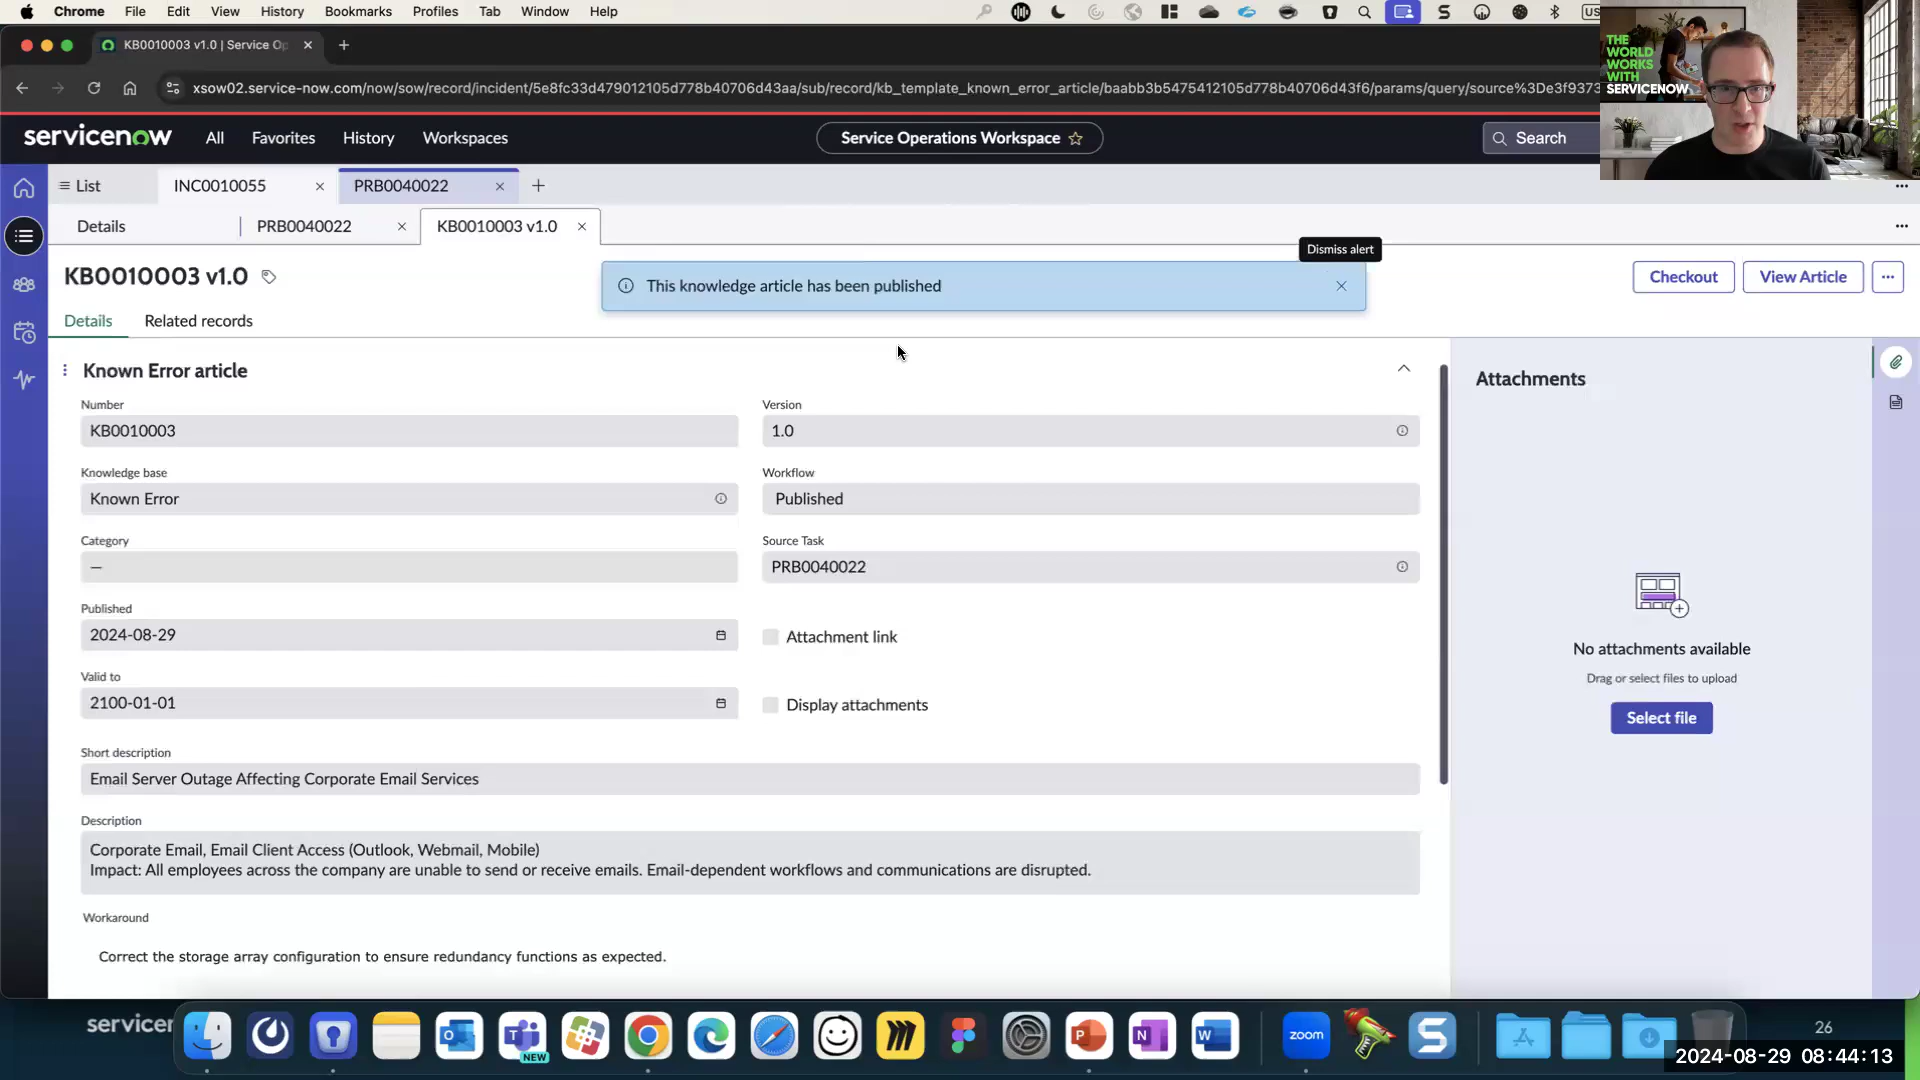 Chrome File Edit View History Bookmarks Profiles Tab Window Help
KB0010003 v1.0 | Service Op
xsow02.service-now.com/now/sow/record/incident/5e8fc33d479012105d778b40706d43aa/sub/record/kb_template_known_error_article/baabb3b5475412105d778b40706d43f6/params/query/source%3De3f9373
THE
WORLD
WORKS
WITH
SERVICENOW
servicenow All Favorites History Workspaces Service Operations Workspace Search
List INC0010055 PRB0040022
Details PRB0040022 KB0010003 v1.0
Dismiss alert
KB0010003 v1.0
This knowledge article has been published
Checkout View Article
Details Related records
Known Error article
Attachments
Number
KB0010003
Version
1.0
Knowledge base
Known Error
Workflow
Published
Category
—
Source Task
PRB0040022
Published
2024-08-29
Attachment link
Valid to
2100-01-01
Display attachments
No attachments available
Drag or select files to upload
Select file
Short description
Email Server Outage Affecting Corporate Email Services
Description
Corporate Email, Email Client Access (Outlook, Webmail, Mobile)
Impact: All employees across the company are unable to send or receive emails. Email-dependent workflows and communications are disrupted.
Workaround
Correct the storage array configuration to ensure redundancy functions as expected.
servicer
NEW
zoom
26
2024-08-29 08:44:13